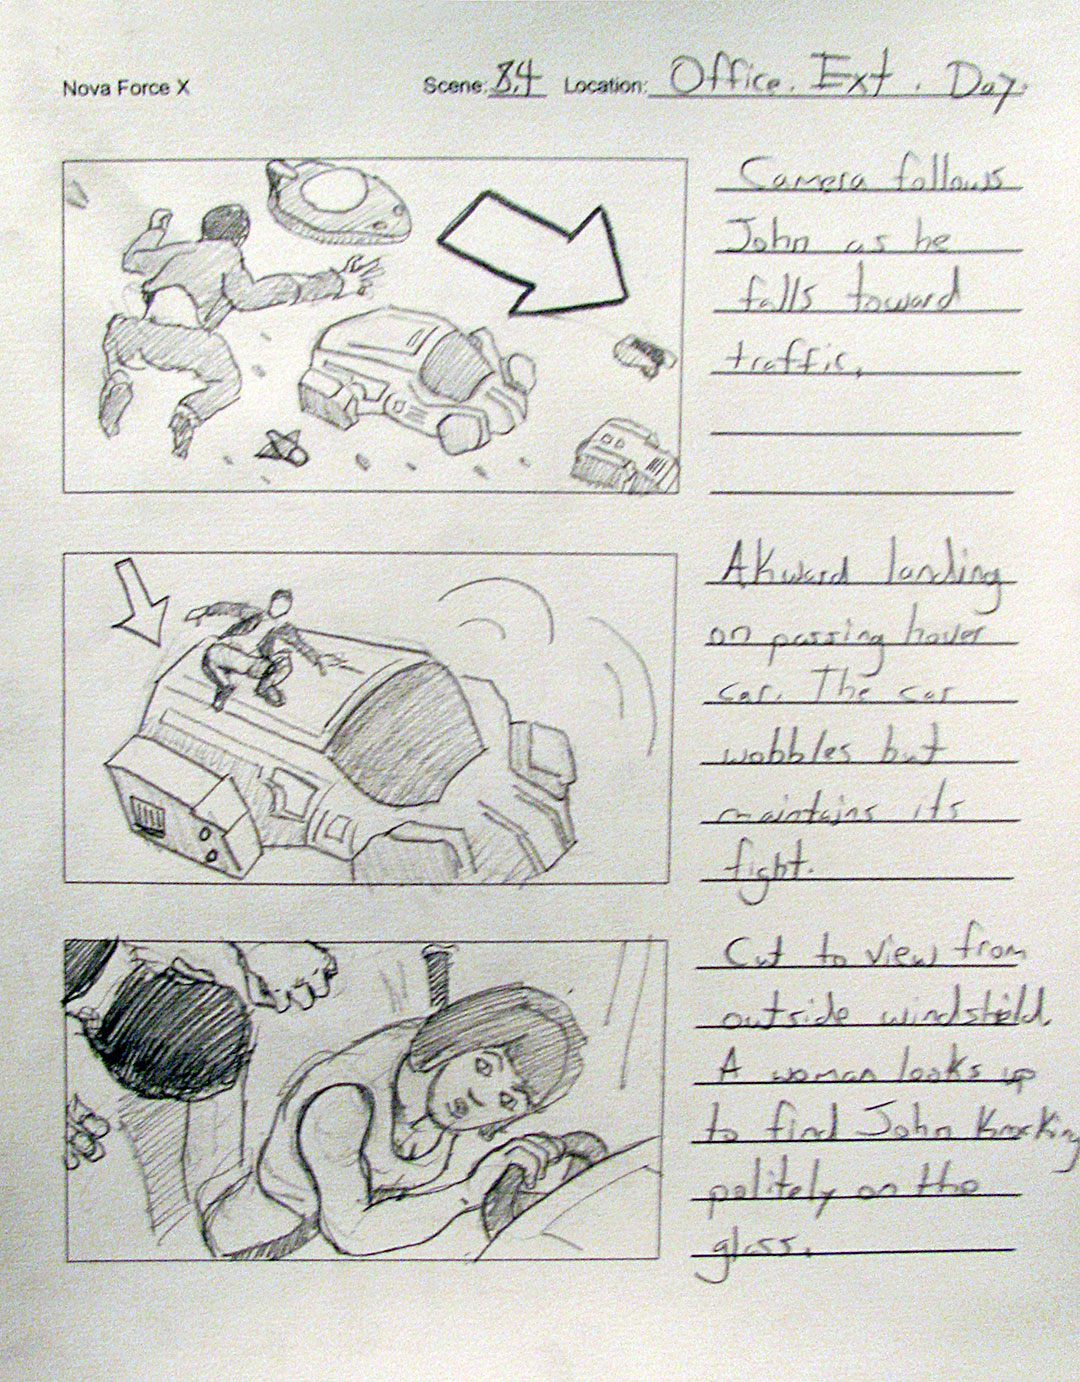 Nova Force X Scene: 8.4 Location: Office. Ext. Day.
Camera follows
John as he
falls toward
traffic.
AKward landing
on passing hover
car. The car
wobbles but
maintains its
fight.
Cut to view from
outside windshield.
A woman looks up
to find John Knocking
politely on the
glass.